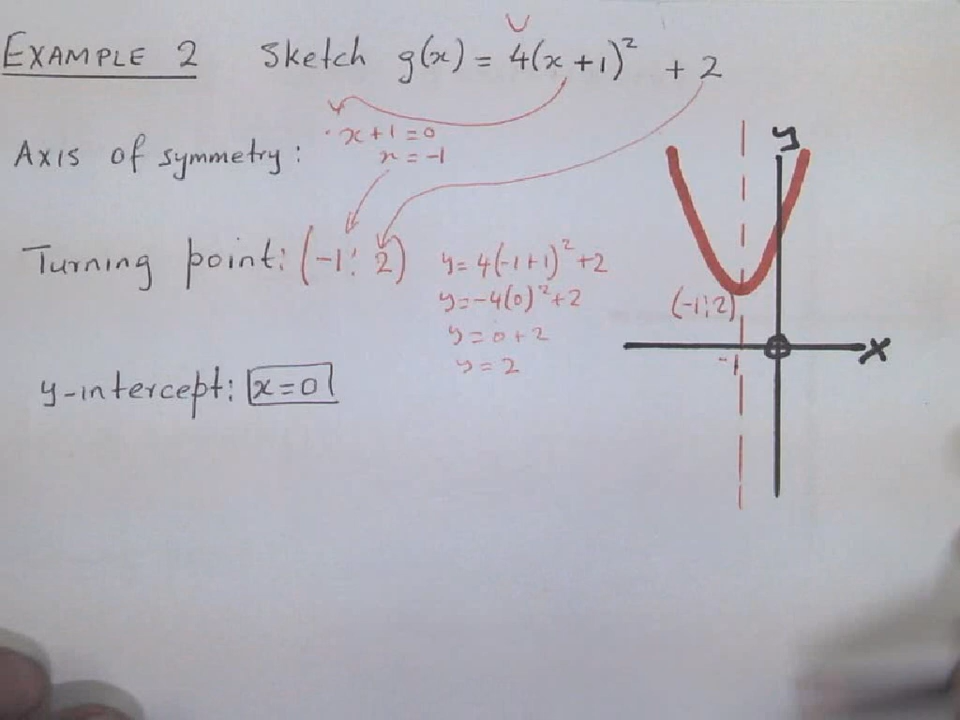 EXAMPLE 2 Sketch g(x) = 4(x+1)² + 2
x+1=0
Axis of symmetry:
x=-1
Turning point: (-1; 2)
y=4(-1+1)²+2
y=-4(0)²+2
y=0+2
y=2
y-intercept: x=0
y
(-1;2)
x
-1